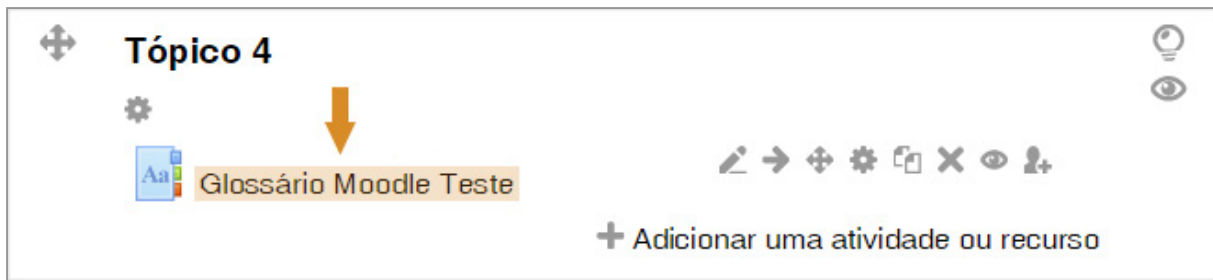 Tópico 4
Aa
Glossário Moodle Teste
Adicionar uma atividade ou recurso